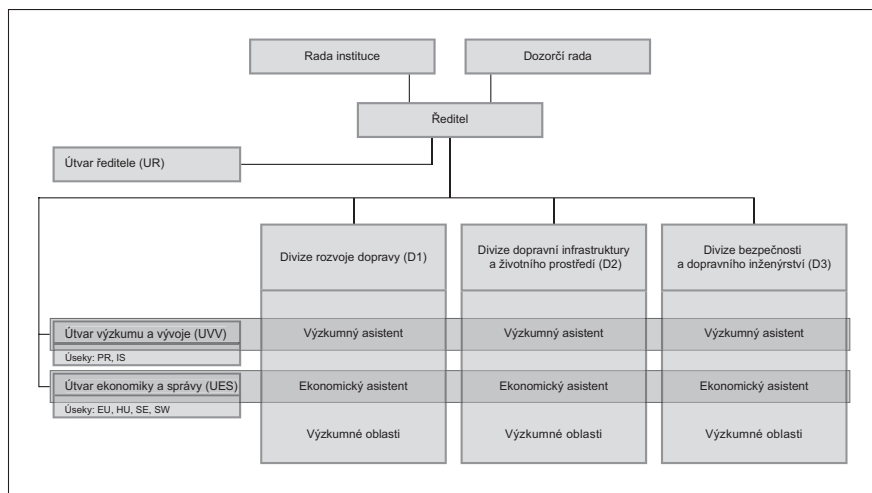 Rada instituce
Dozorčí rada
Ředitel
Útvar ředitele (UR)
Divize rozvoje dopravy (D1)
Divize dopravní infrastruktury
a životního prostředí (D2)
Divize bezpečnosti
a dopravního inženýrství (D3)
Útvar výzkumu a vývoje (UVV)
Výzkumný asistent
Výzkumný asistent
Výzkumný asistent
Úseky: PR, IS
Útvar ekonomiky a správy (UES)
Ekonomický asistent
Ekonomický asistent
Ekonomický asistent
Úseky: EU, HU, SE, SW
Výzkumné oblasti
Výzkumné oblasti
Výzkumné oblasti